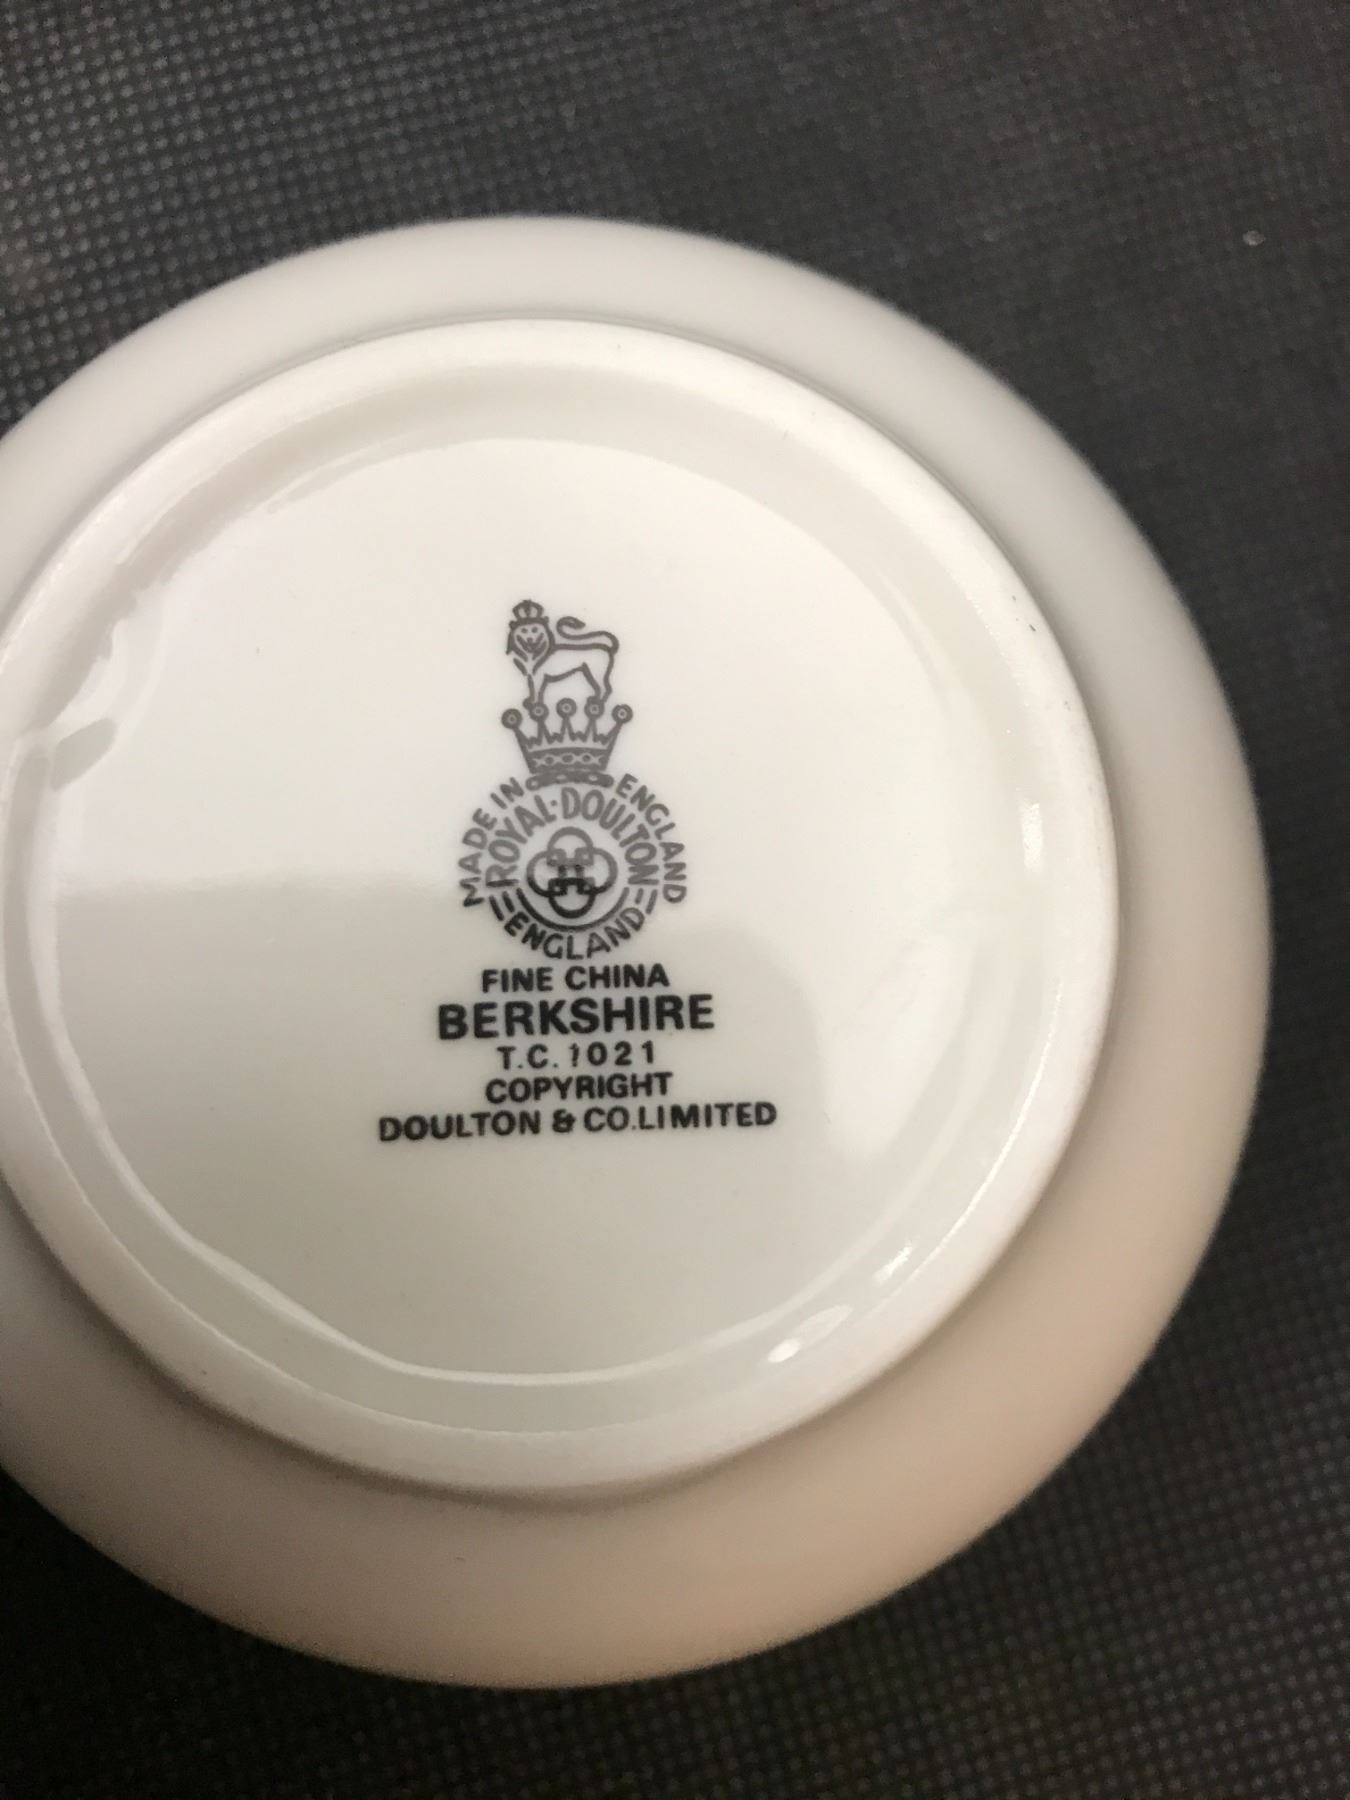 MADE IN ENGLAND
ROYAL·DOULTON
ENGLAND
FINE CHINA
BERKSHIRE
T.C. 1021
COPYRIGHT
DOULTON & CO.LIMITED